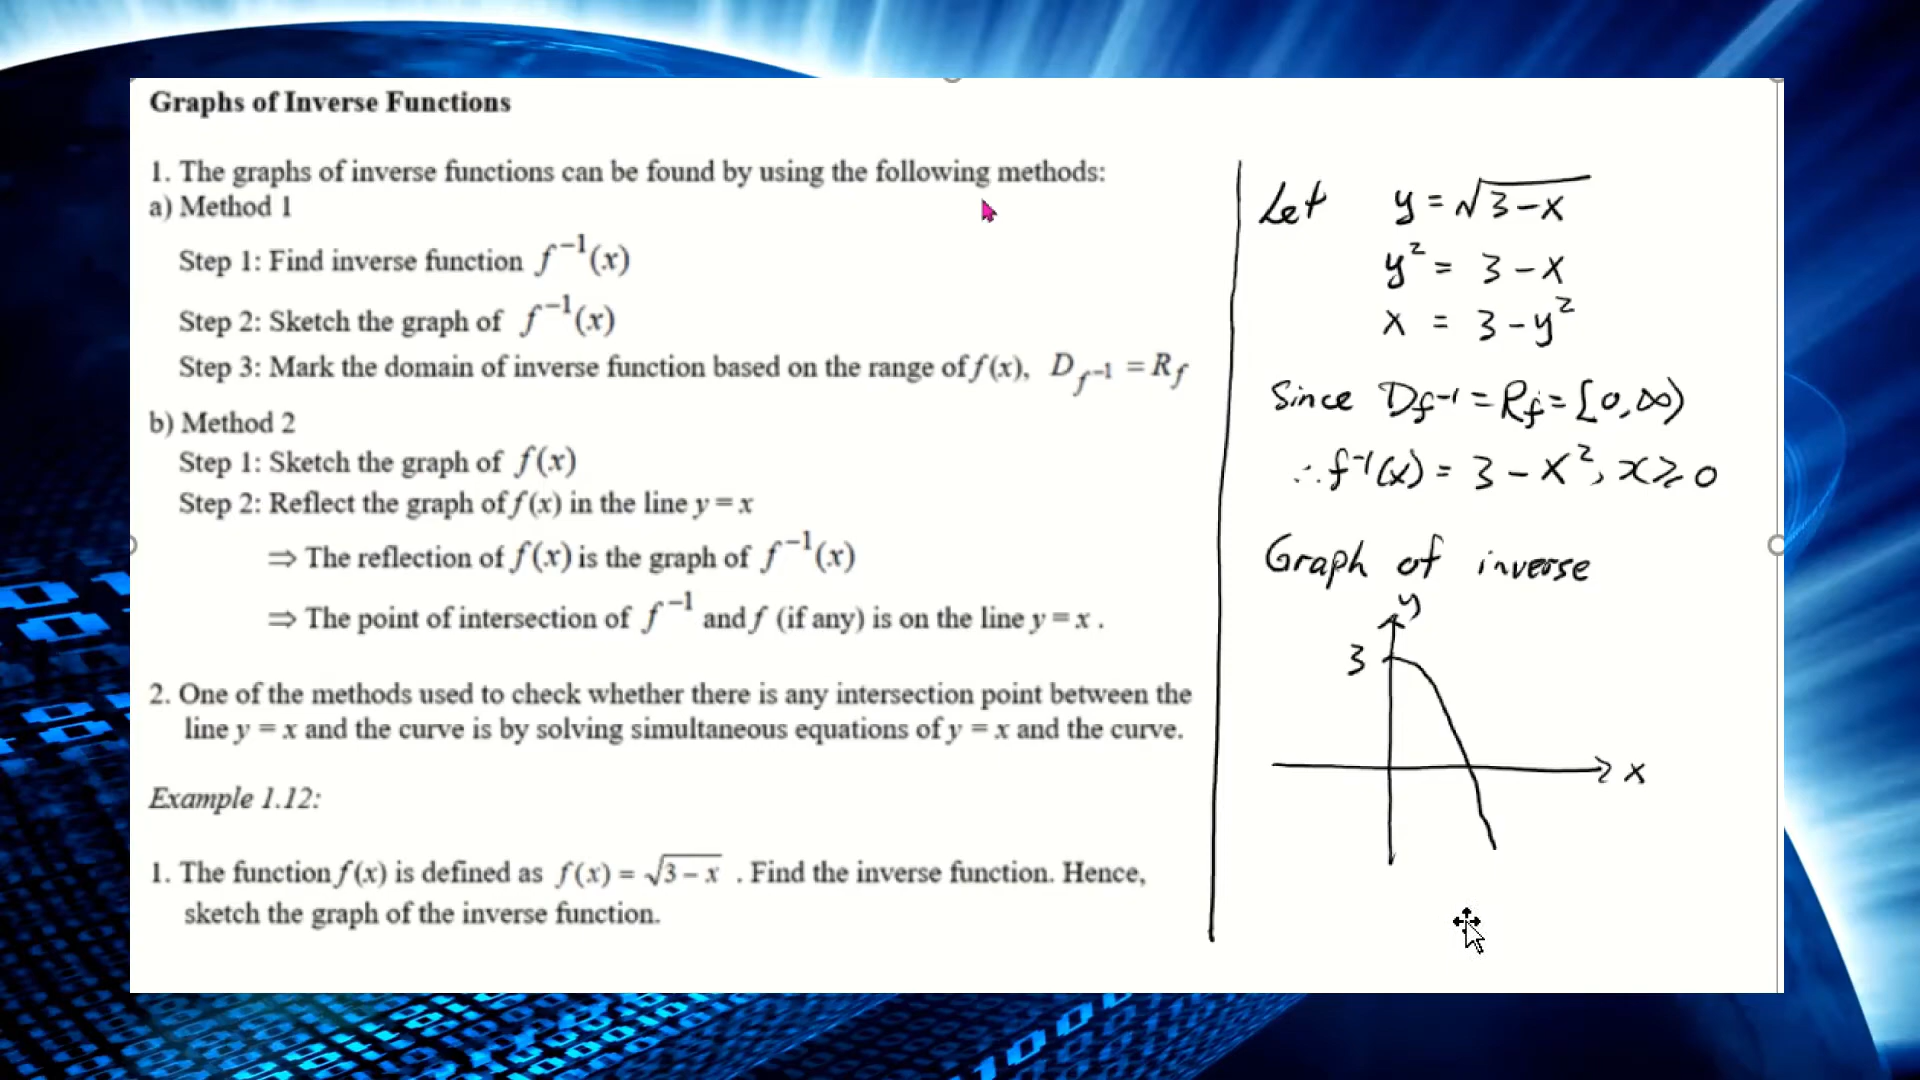 Graphs of Inverse Functions
1. The graphs of inverse functions can be found by using the following methods:
a) Method 1
Step 1: Find inverse function f⁻¹(x)
Step 2: Sketch the graph of f⁻¹(x)
Step 3: Mark the domain of inverse function based on the range of f(x), D_f⁻¹ = R_f
b) Method 2
Step 1: Sketch the graph of f(x)
Step 2: Reflect the graph of f(x) in the line y = x
⇒ The reflection of f(x) is the graph of f⁻¹(x)
⇒ The point of intersection of f⁻¹ and f (if any) is on the line y = x .
2. One of the methods used to check whether there is any intersection point between the
line y = x and the curve is by solving simultaneous equations of y = x and the curve.
Example 1.12:
1. The function f(x) is defined as f(x) = √(3 – x) . Find the inverse function. Hence,
sketch the graph of the inverse function.
Let y = √(3 – x)
y² = 3 – x
x = 3 – y²
Since D_f⁻¹ = R_f = [0, ∞)
∴ f⁻¹(x) = 3 – x², x ≥ 0
Graph of inverse
y
3
x